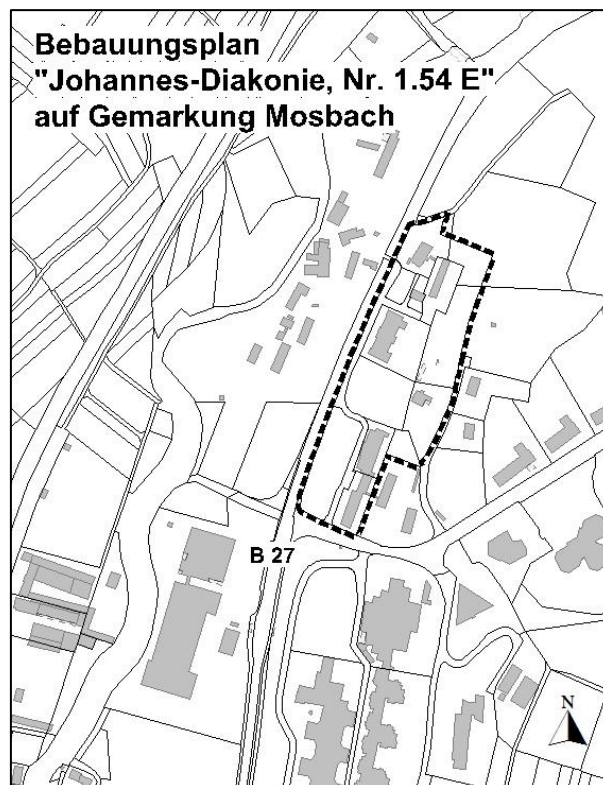 Bebauungsplan
"Johannes-Diakonie, Nr. 1.54 E"
auf Gemarkung Mosbach
B 27
N